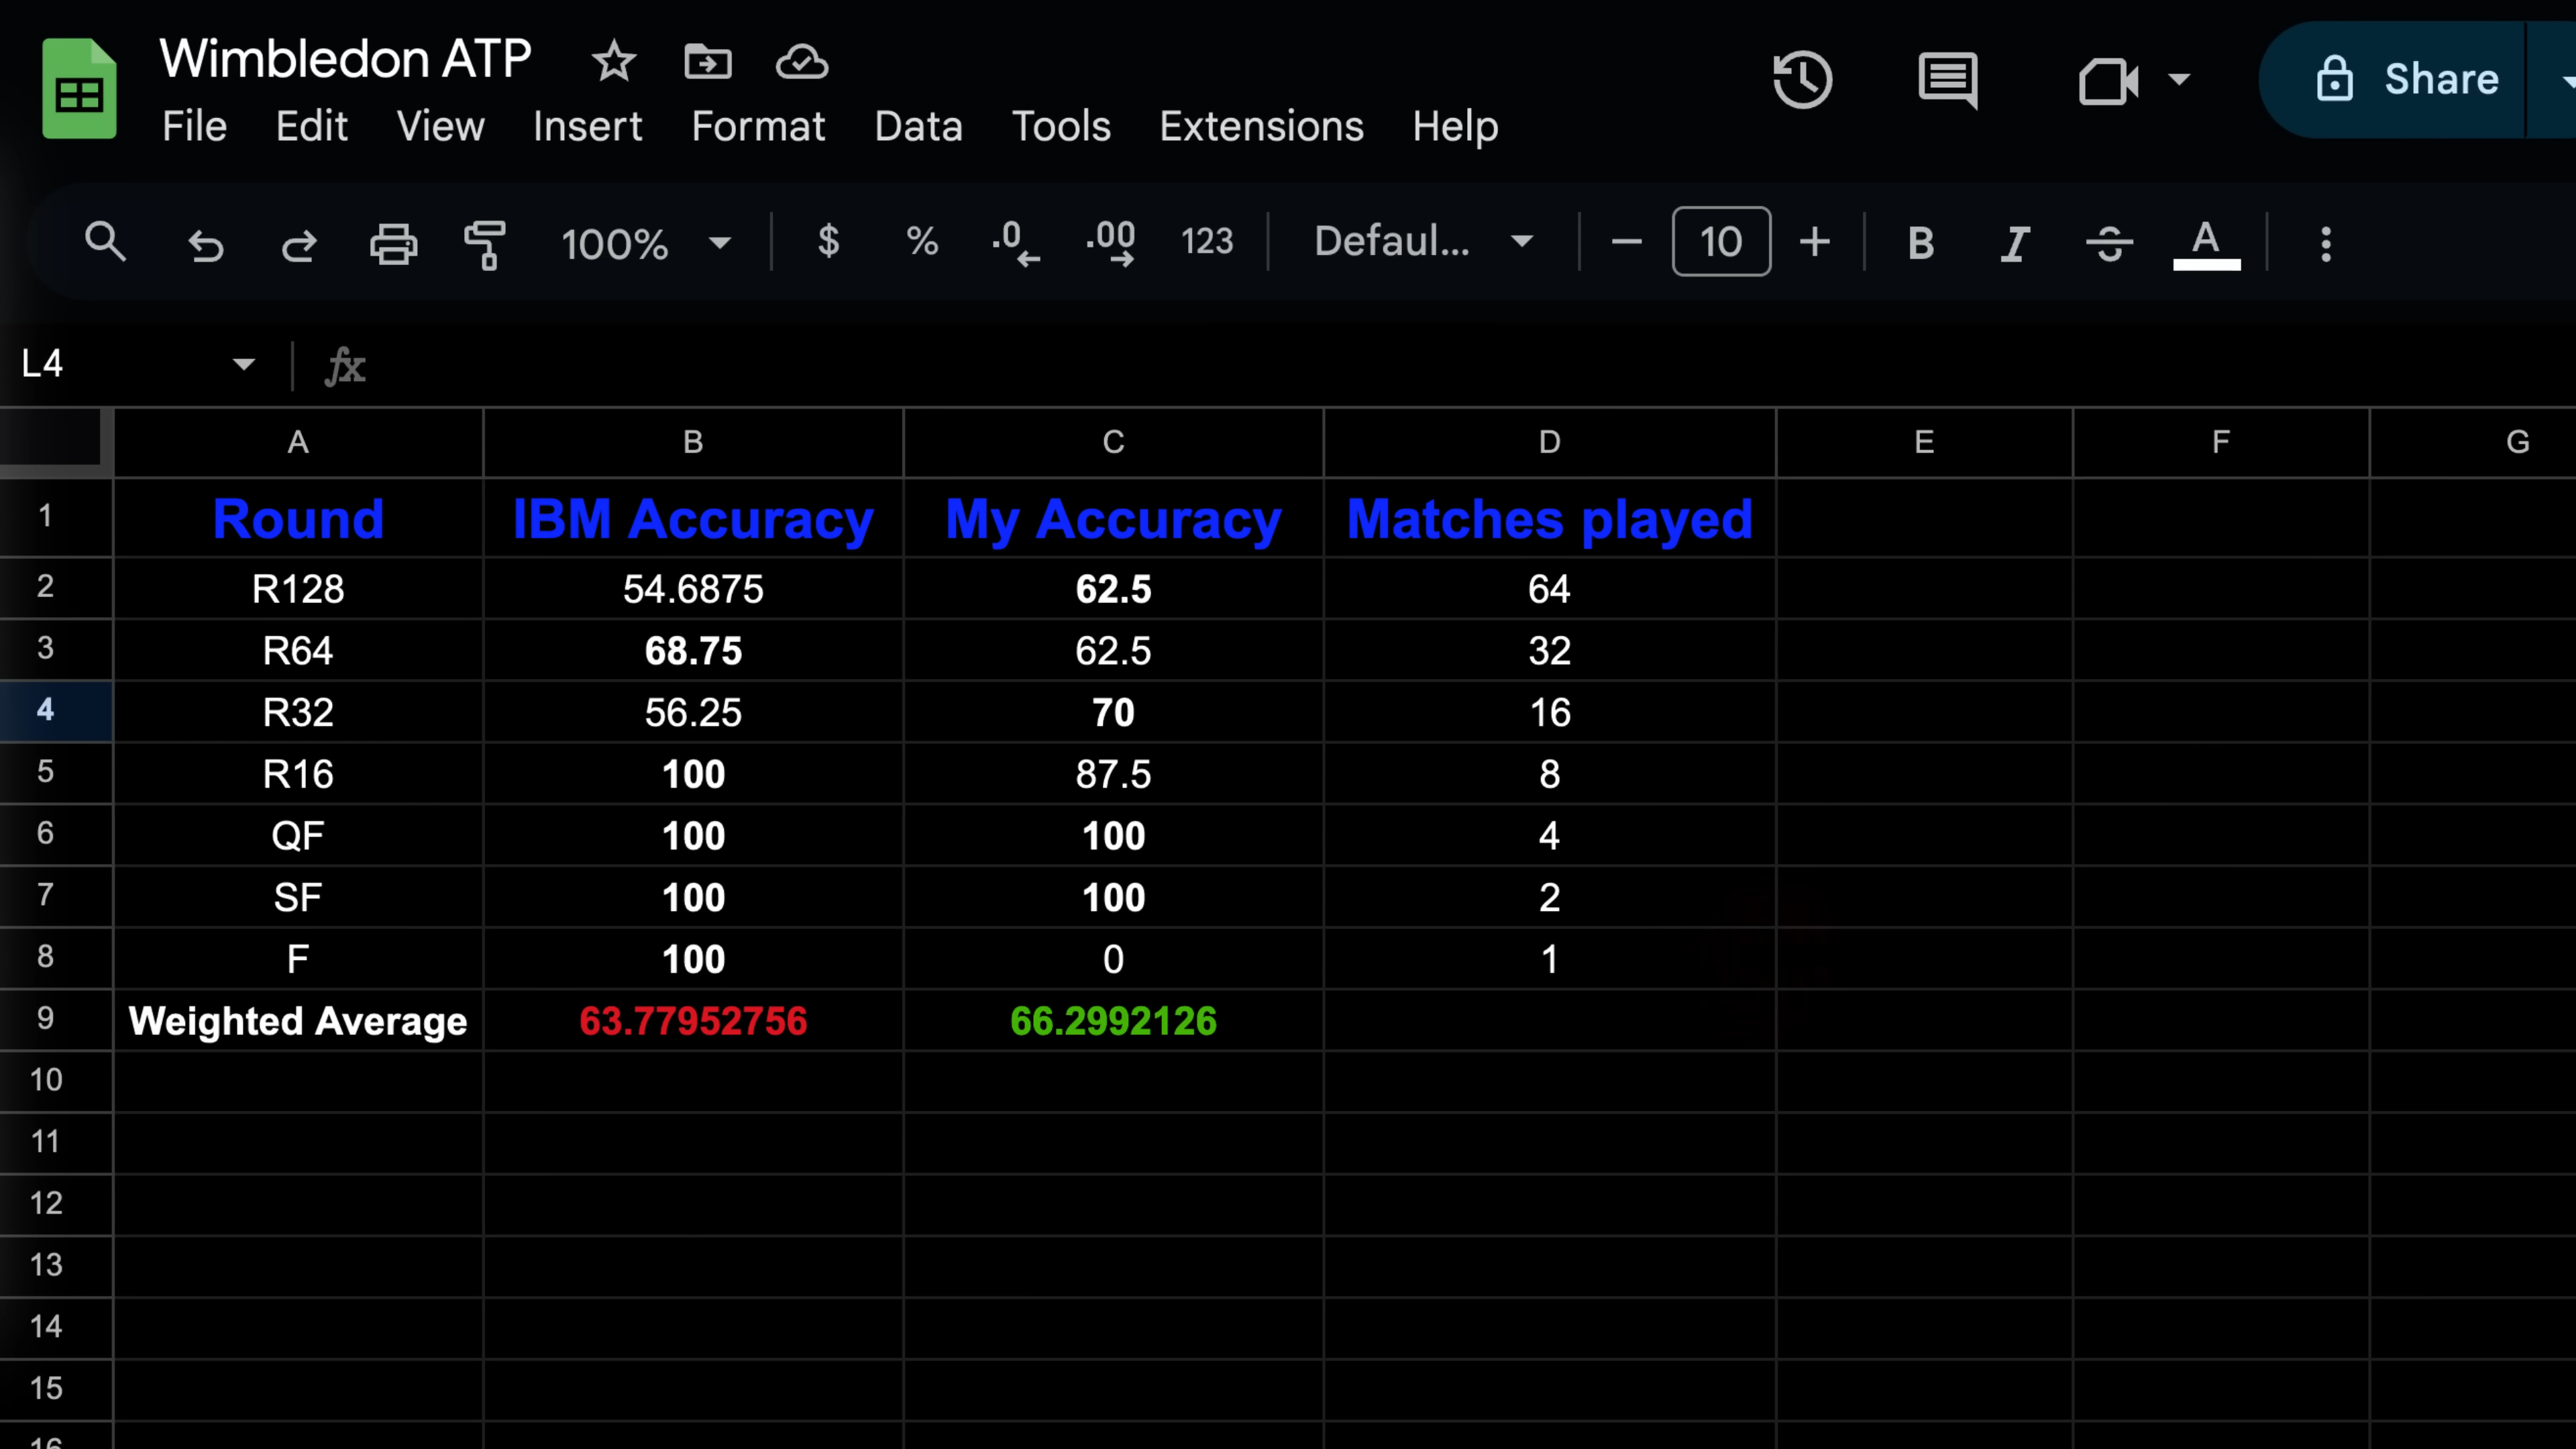 Wimbledon ATP
File Edit View Insert Format Data Tools Extensions Help
Share
100% $ % .0 .00 123 Defaul... 10 B I S A
L4 fx
A B C D E F G
1 Round IBM Accuracy My Accuracy Matches played
2 R128 54.6875 62.5 64
3 R64 68.75 62.5 32
4 R32 56.25 70 16
5 R16 100 87.5 8
6 QF 100 100 4
7 SF 100 100 2
8 F 100 0 1
9 Weighted Average 63.77952756 66.2992126
10
11
12
13
14
15
16